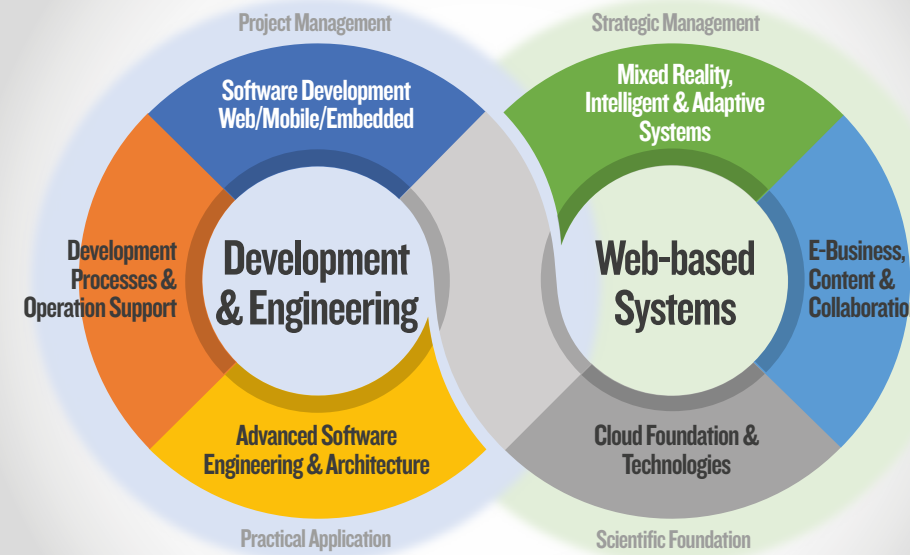 Project Management
Strategic Management
Software Development
Web/Mobile/Embedded
Mixed Reality,
Intelligent & Adaptive
Systems
Development
Processes &
Operation Support
Development
& Engineering
Web-based
Systems
E-Business,
Content &
Collaboratio
Advanced Software
Engineering & Architecture
Cloud Foundation &
Technologies
Practical Application
Scientific Foundation